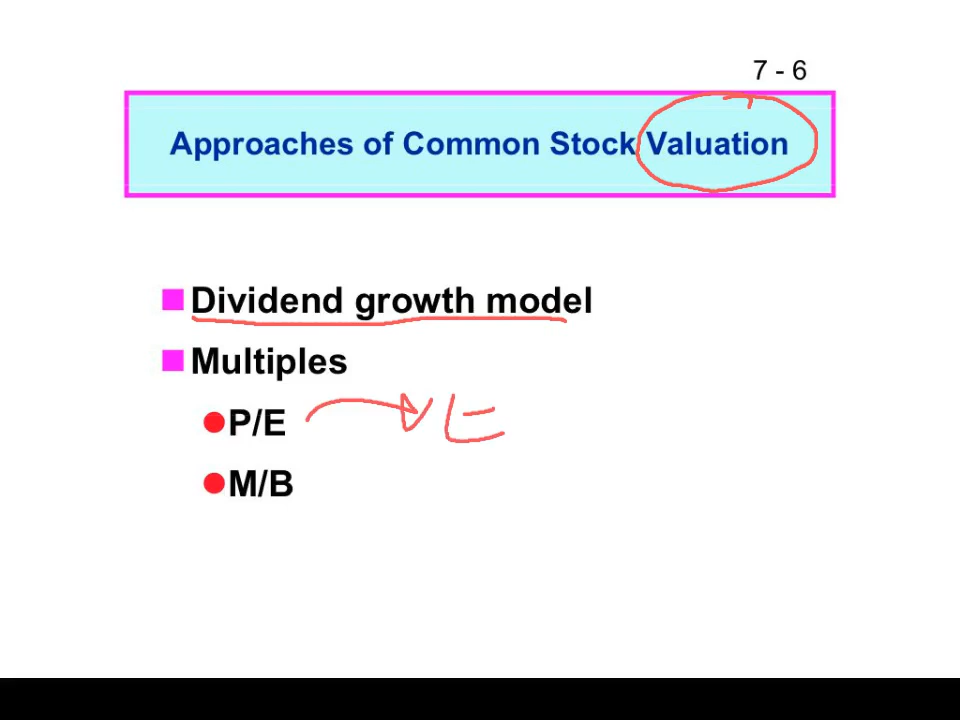 7 - 6
Approaches of Common Stock Valuation
Dividend growth model
Multiples
P/E
M/B